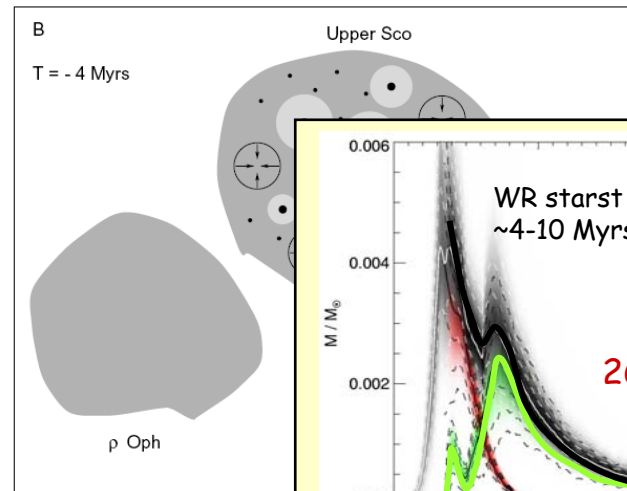 B
Upper Sco
T = - 4 Myrs
ρ Oph
0.006
0.004
0.002
M / M⊙
WR starst
~4-10 Myrs